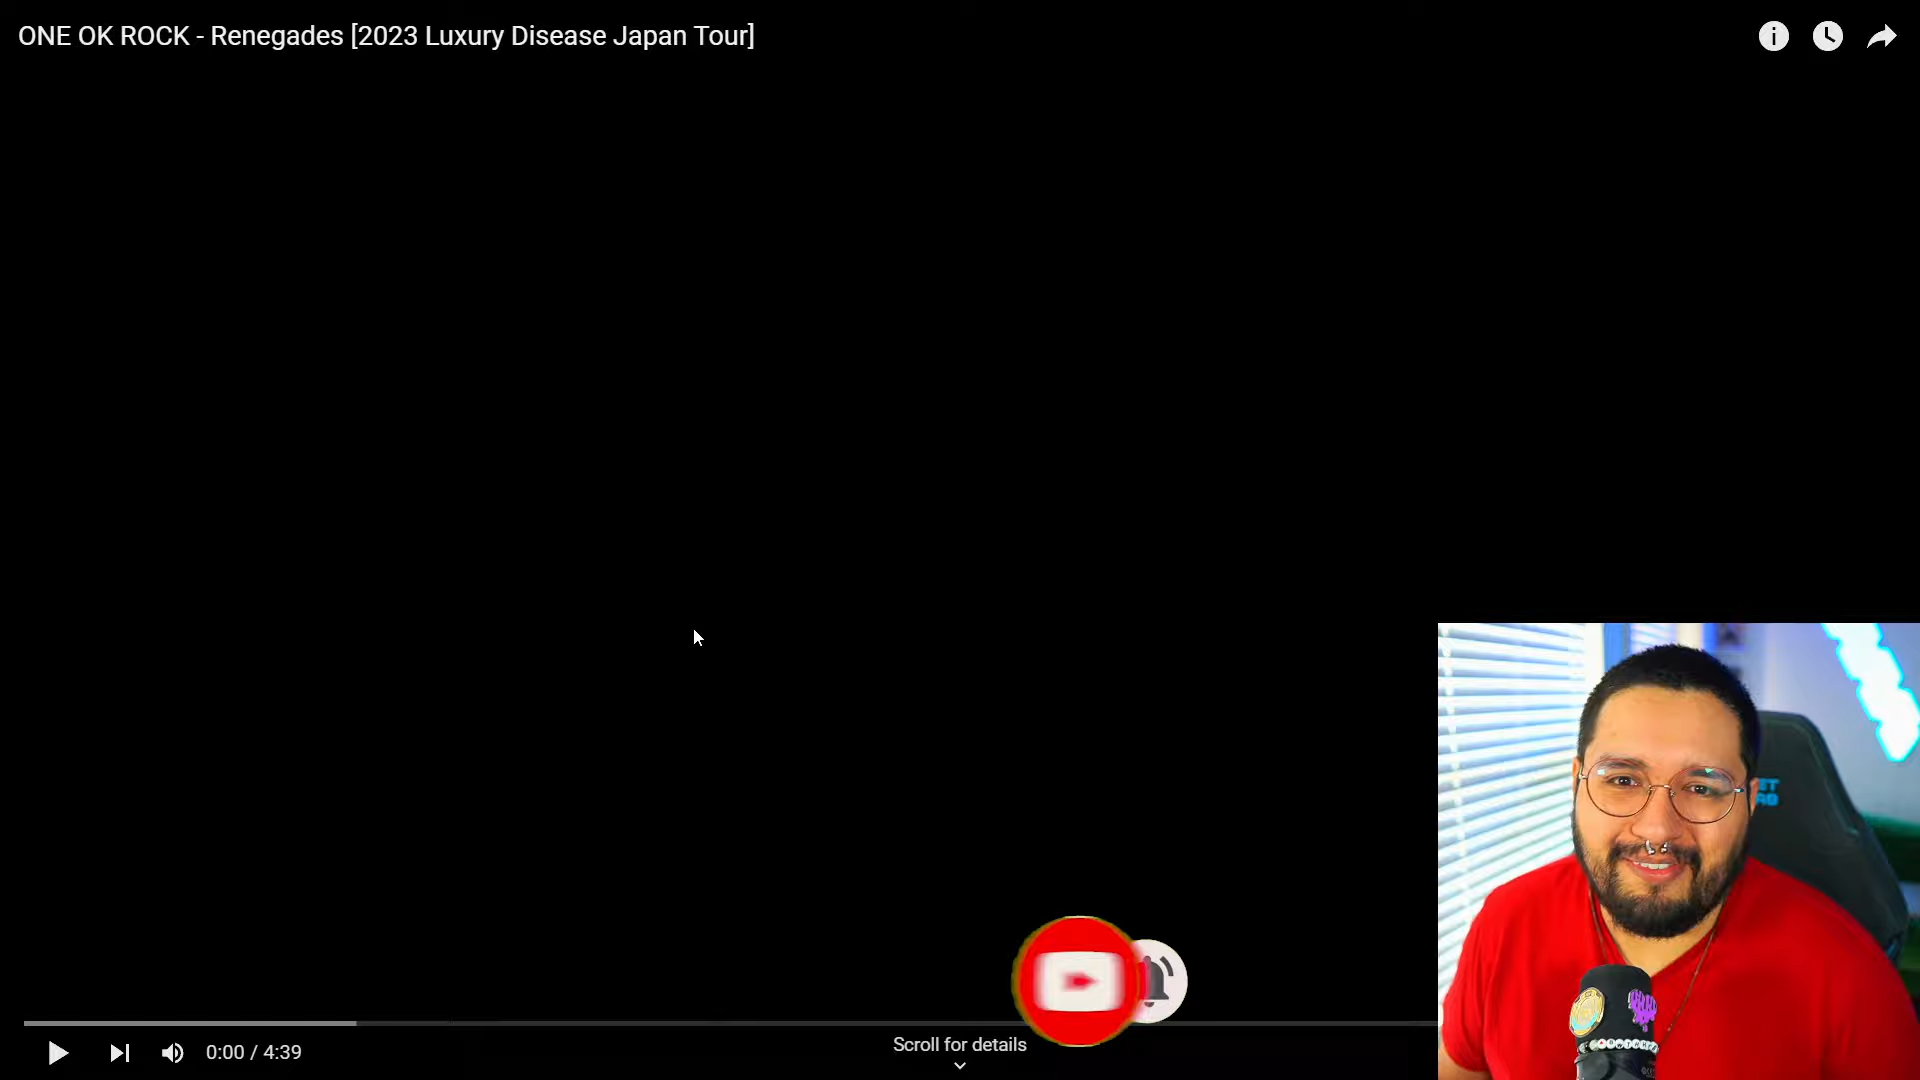 ONE OK ROCK - Renegades [2023 Luxury Disease Japan Tour]
0:00 / 4:39
Scroll for details